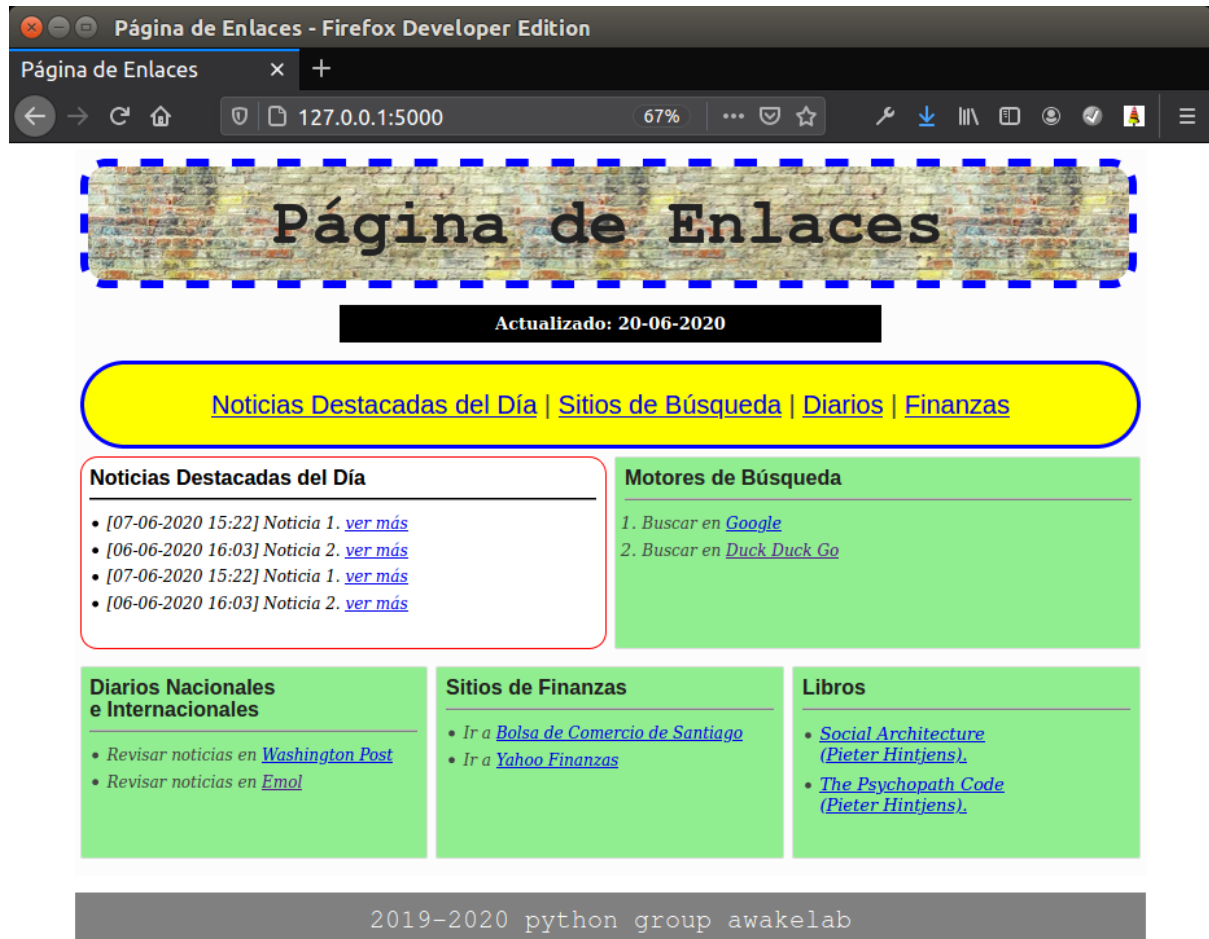 Página de Enlaces - Firefox Developer Edition
Página de Enlaces
127.0.0.1:5000
67%
Página de Enlaces
Actualizado: 20-06-2020
Noticias Destacadas del Día | Sitios de Búsqueda | Diarios | Finanzas
Noticias Destacadas del Día
• [07-06-2020 15:22] Noticia 1. ver más
• [06-06-2020 16:03] Noticia 2. ver más
• [07-06-2020 15:22] Noticia 1. ver más
• [06-06-2020 16:03] Noticia 2. ver más
Motores de Búsqueda
1. Buscar en Google
2. Buscar en Duck Duck Go
Diarios Nacionales
e Internacionales
• Revisar noticias en Washington Post
• Revisar noticias en Emol
Sitios de Finanzas
• Ir a Bolsa de Comercio de Santiago
• Ir a Yahoo Finanzas
Libros
• Social Architecture
(Pieter Hintjens).
• The Psychopath Code
(Pieter Hintjens).
2019-2020 python group awakelab